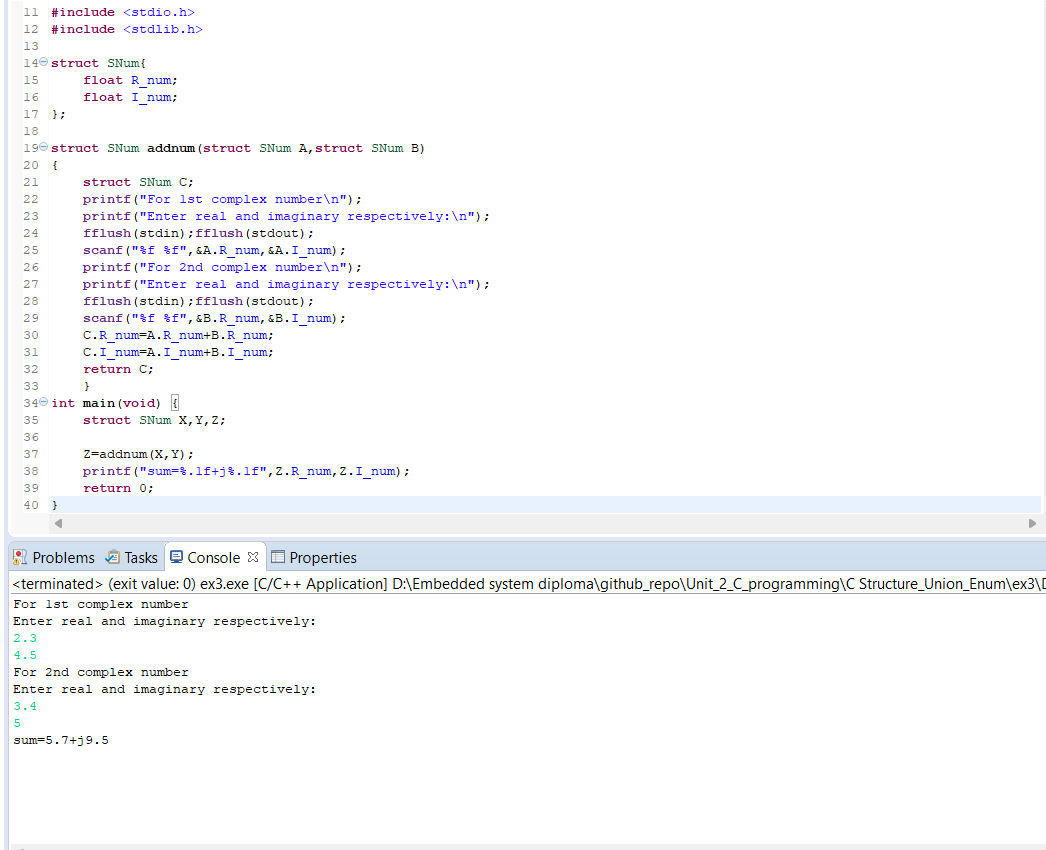 11 #include <stdio.h>
12 #include <stdlib.h>
13
14 struct SNum{
15     float R_num;
16     float I_num;
17 };
18
19 struct SNum addnum(struct SNum A,struct SNum B)
20 {
21     struct SNum C;
22     printf("For 1st complex number\n");
23     printf("Enter real and imaginary respectively:\n");
24     fflush(stdin);fflush(stdout);
25     scanf("%f %f",&A.R_num,&A.I_num);
26     printf("For 2nd complex number\n");
27     printf("Enter real and imaginary respectively:\n");
28     fflush(stdin);fflush(stdout);
29     scanf("%f %f",&B.R_num,&B.I_num);
30     C.R_num=A.R_num+B.R_num;
31     C.I_num=A.I_num+B.I_num;
32     return C;
33     }
34 int main(void) {
35     struct SNum X,Y,Z;
36
37     Z=addnum(X,Y);
38     printf("sum=%.1f+j%.1f",Z.R_num,Z.I_num);
39     return 0;
40 }
Problems Tasks Console Properties
<terminated> (exit value: 0) ex3.exe [C/C++ Application] D:\Embedded system diploma\github_repo\Unit_2_C_programming\C Structure_Union_Enum\ex3\D
For 1st complex number
Enter real and imaginary respectively:
2.3
4.5
For 2nd complex number
Enter real and imaginary respectively:
3.4
5
sum=5.7+j9.5